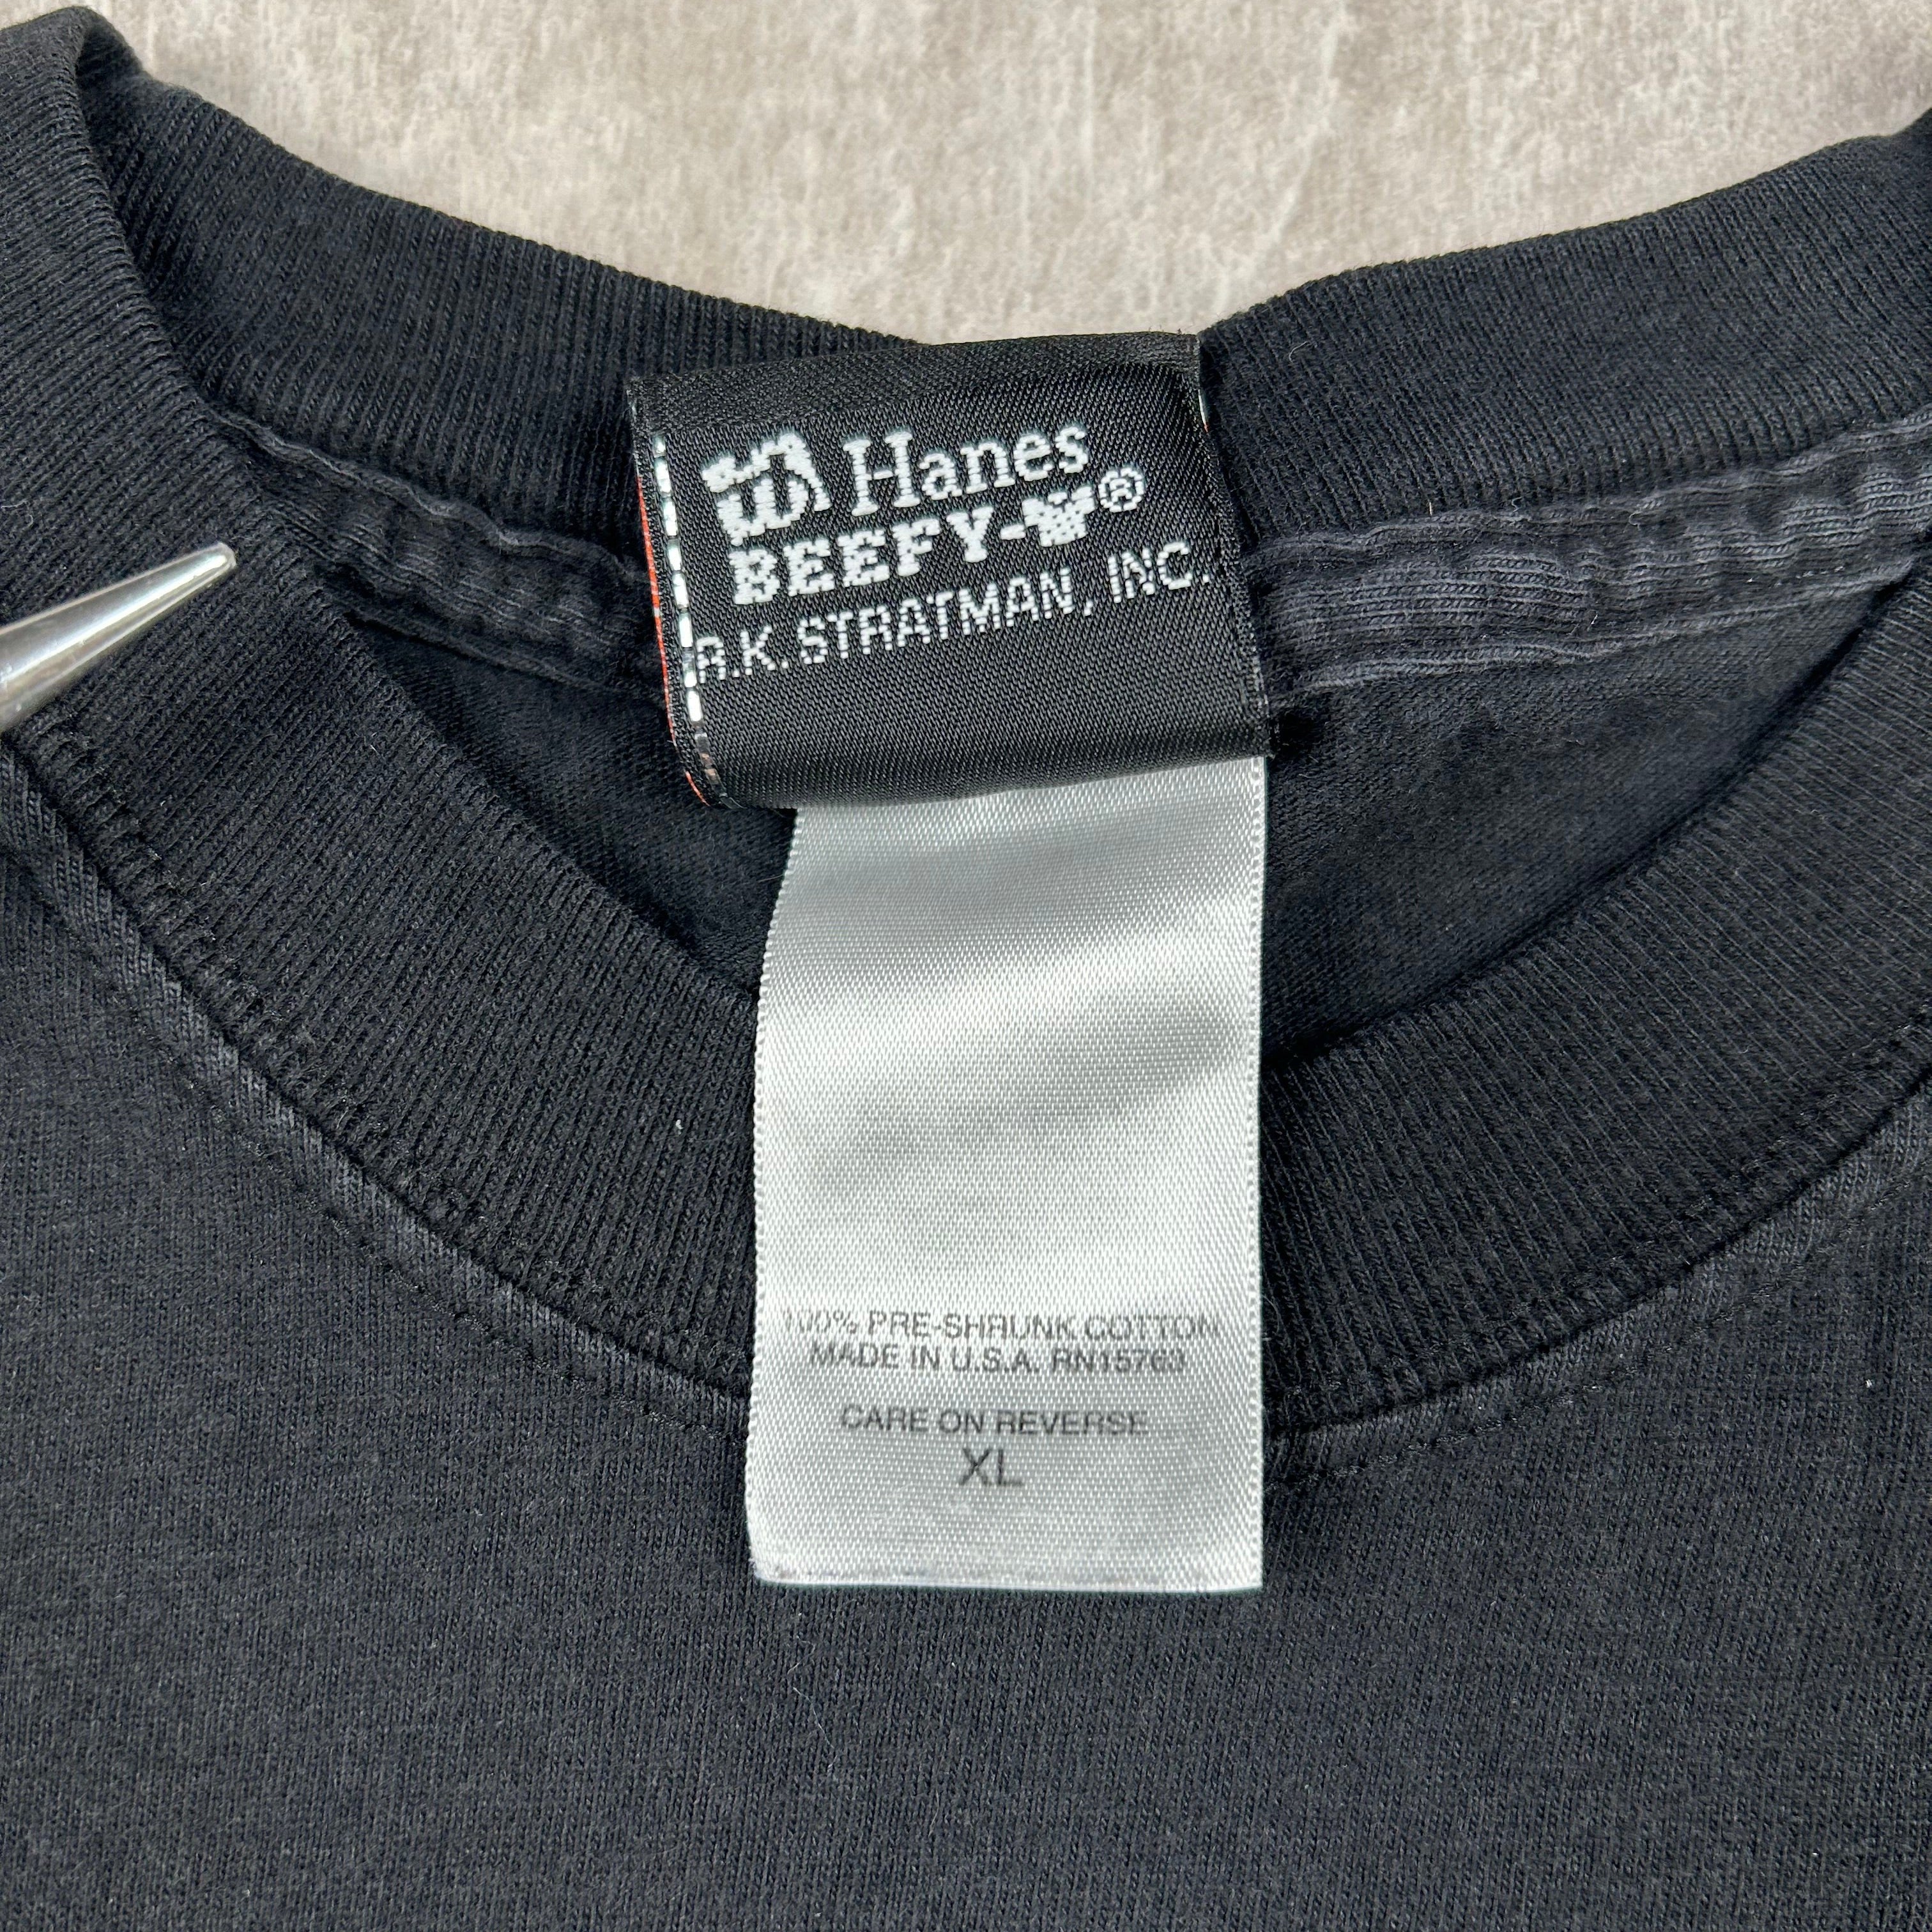 Hanes
BEEFY-T®
R.K. STRATMAN, INC.
100% PRE-SHRUNK COTTON
MADE IN U.S.A. RN15763
CARE ON REVERSE
XL